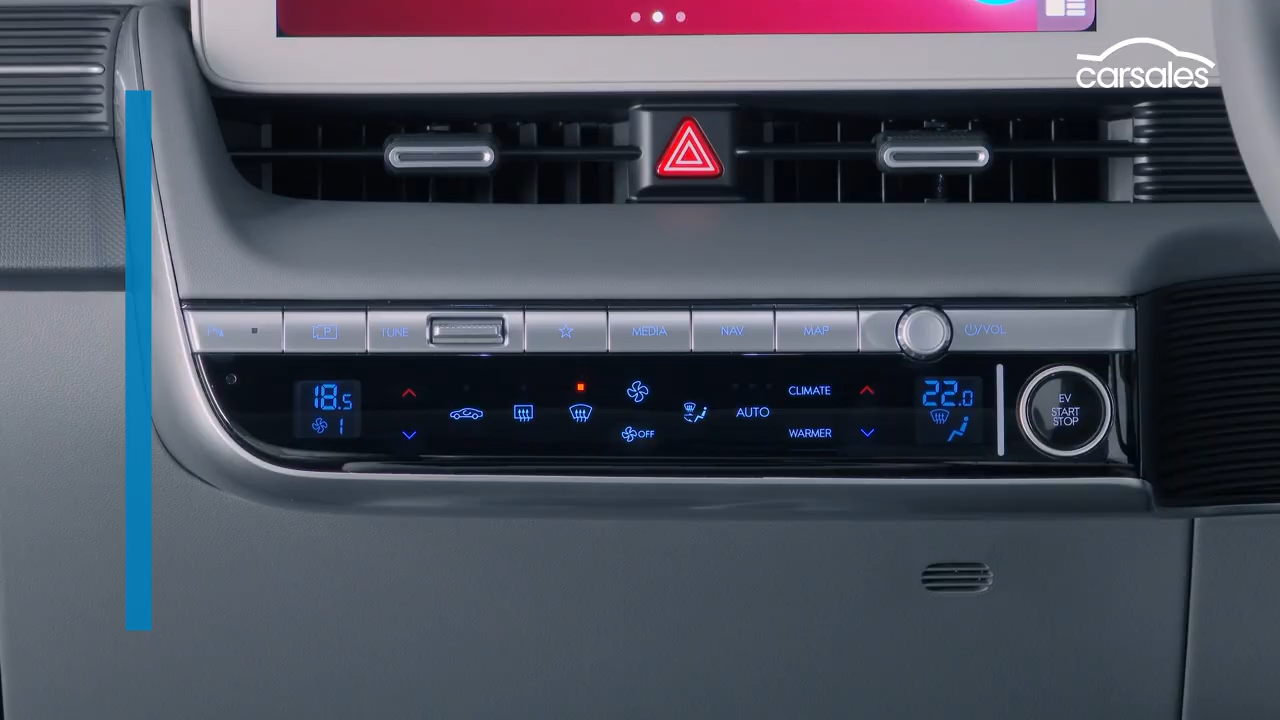 carsales
P
TUNE
MEDIA
NAV
MAP
VOL
18.5
1
OFF
AUTO
CLIMATE
WARMER
22.0
EV
START
STOP